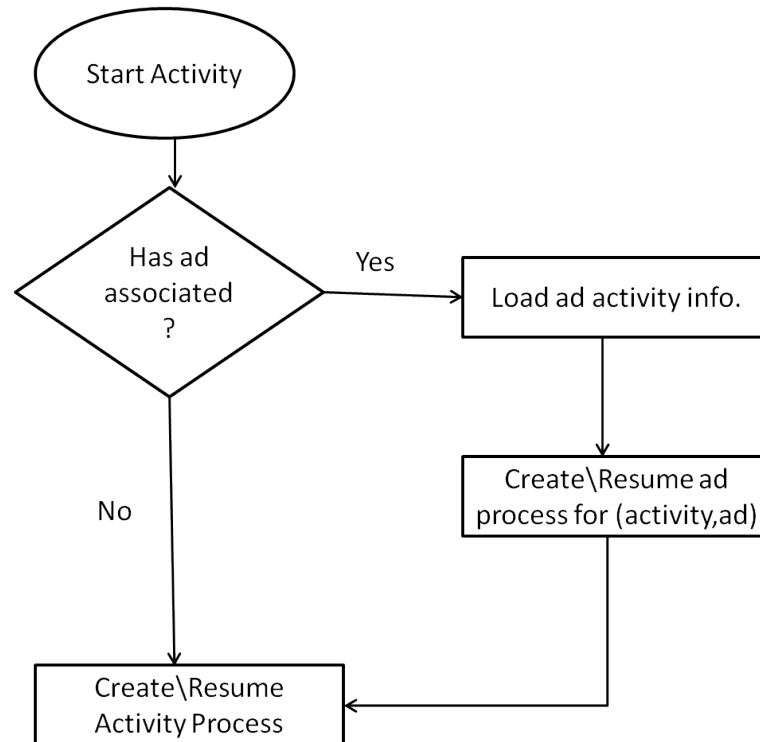 Start Activity
Has ad
associated
?
Yes
Load ad activity info.
Create\Resume ad
process for (activity,ad)
No
Create\Resume
Activity Process